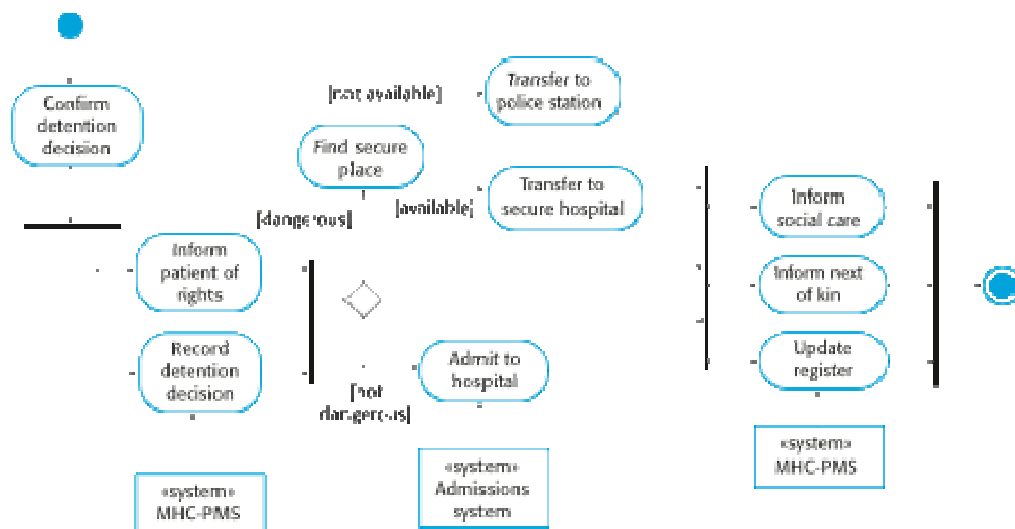 Confirm
detention
decision
[not available]
Transfer to
police station
Find secure
place
[available]
Transfer to
secure hospital
[dangerous]
Inform
patient of
rights
Record
detention
decision
[not
dangerous]
Admit to
hospital
Inform
social care
Inform next
of kin
Update
register
«system»
MHC-PMS
«system»
Admissions
system
«system»
MHC-PMS